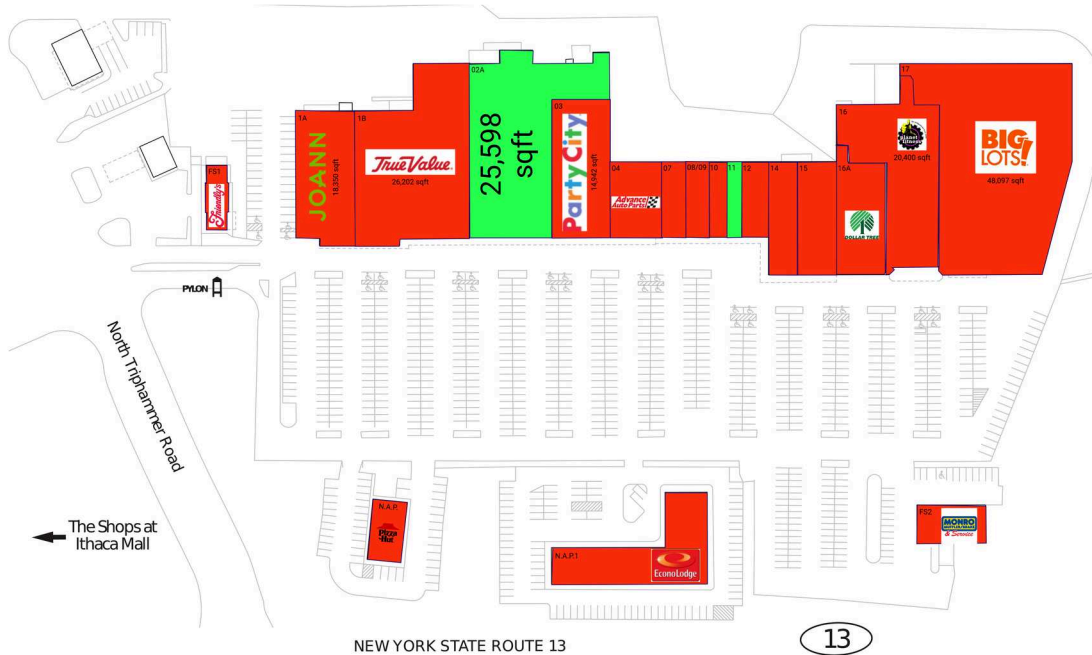 02A
17
1A
1B
03
16
JOANN
18,350 sqft
True Value.
26,202 sqft
25,598
sqft
Party City
14,942 sqft
planet
fitness
20,400 sqft
BIG
LOTS!
48,097 sqft
FS1
Friendly's
04
07
08/09
10
11
12
14
15
16A
Advance
Auto Parts
DOLLAR TREE
PYLON
North Triphammer Road
The Shops at
Ithaca Mall
N.A.P.
Pizza
Hut
N.A.P.1
EconoLodge
FS2
MONRO
MUFFLER/BRAKE
& Service
NEW YORK STATE ROUTE 13
13